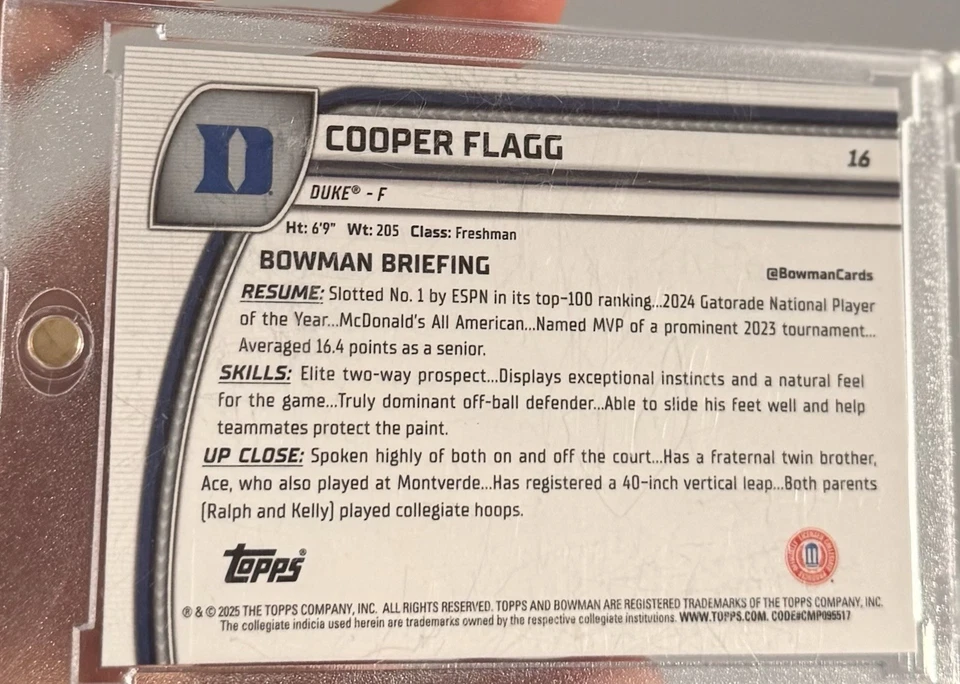 D
COOPER FLAGG
16
DUKE® - F
Ht: 6'9" Wt: 205 Class: Freshman
BOWMAN BRIEFING
@BowmanCards
RESUME: Slotted No. 1 by ESPN in its top-100 ranking...2024 Gatorade National Player
of the Year...McDonald's All American...Named MVP of a prominent 2023 tournament...
Averaged 16.4 points as a senior.
SKILLS: Elite two-way prospect...Displays exceptional instincts and a natural feel
for the game...Truly dominant off-ball defender...Able to slide his feet well and help
teammates protect the paint.
UP CLOSE: Spoken highly of both on and off the court...Has a fraternal twin brother,
Ace, who also played at Montverde...Has registered a 40-inch vertical leap...Both parents
(Ralph and Kelly) played collegiate hoops.
Topps®
® & © 2025 THE TOPPS COMPANY, INC. ALL RIGHTS RESERVED. TOPPS AND BOWMAN ARE REGISTERED TRADEMARKS OF THE TOPPS COMPANY, INC.
The collegiate indicia used herein are trademarks owned by the respective collegiate institutions. WWW.TOPPS.COM. CODE#CMP095517